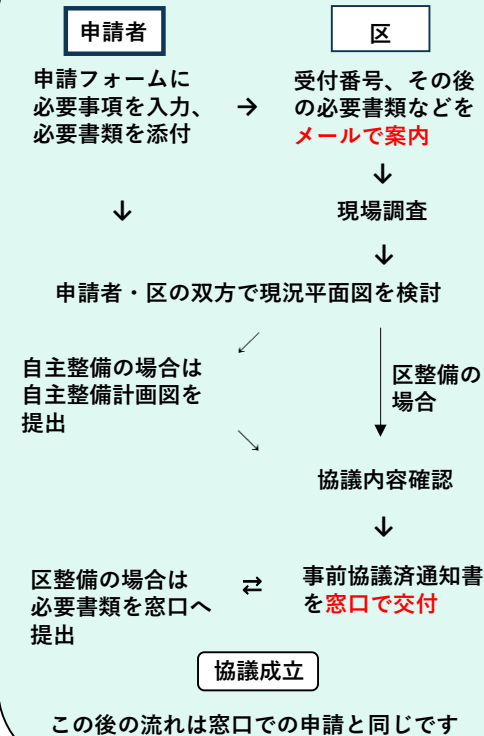 申請者
区
申請フォームに
必要事項を入力、
必要書類を添付
→
受付番号、その後
の必要書類などを
メールで案内
↓
現場調査
↓
↓
申請者・区の双方で現況平面図を検討
自主整備の場合は
自主整備計画図を
提出
区整備の
場合
協議内容確認
↓
区整備の場合は
必要書類を窓口へ
提出
⇄
事前協議済通知書
を窓口で交付
協議成立
この後の流れは窓口での申請と同じです